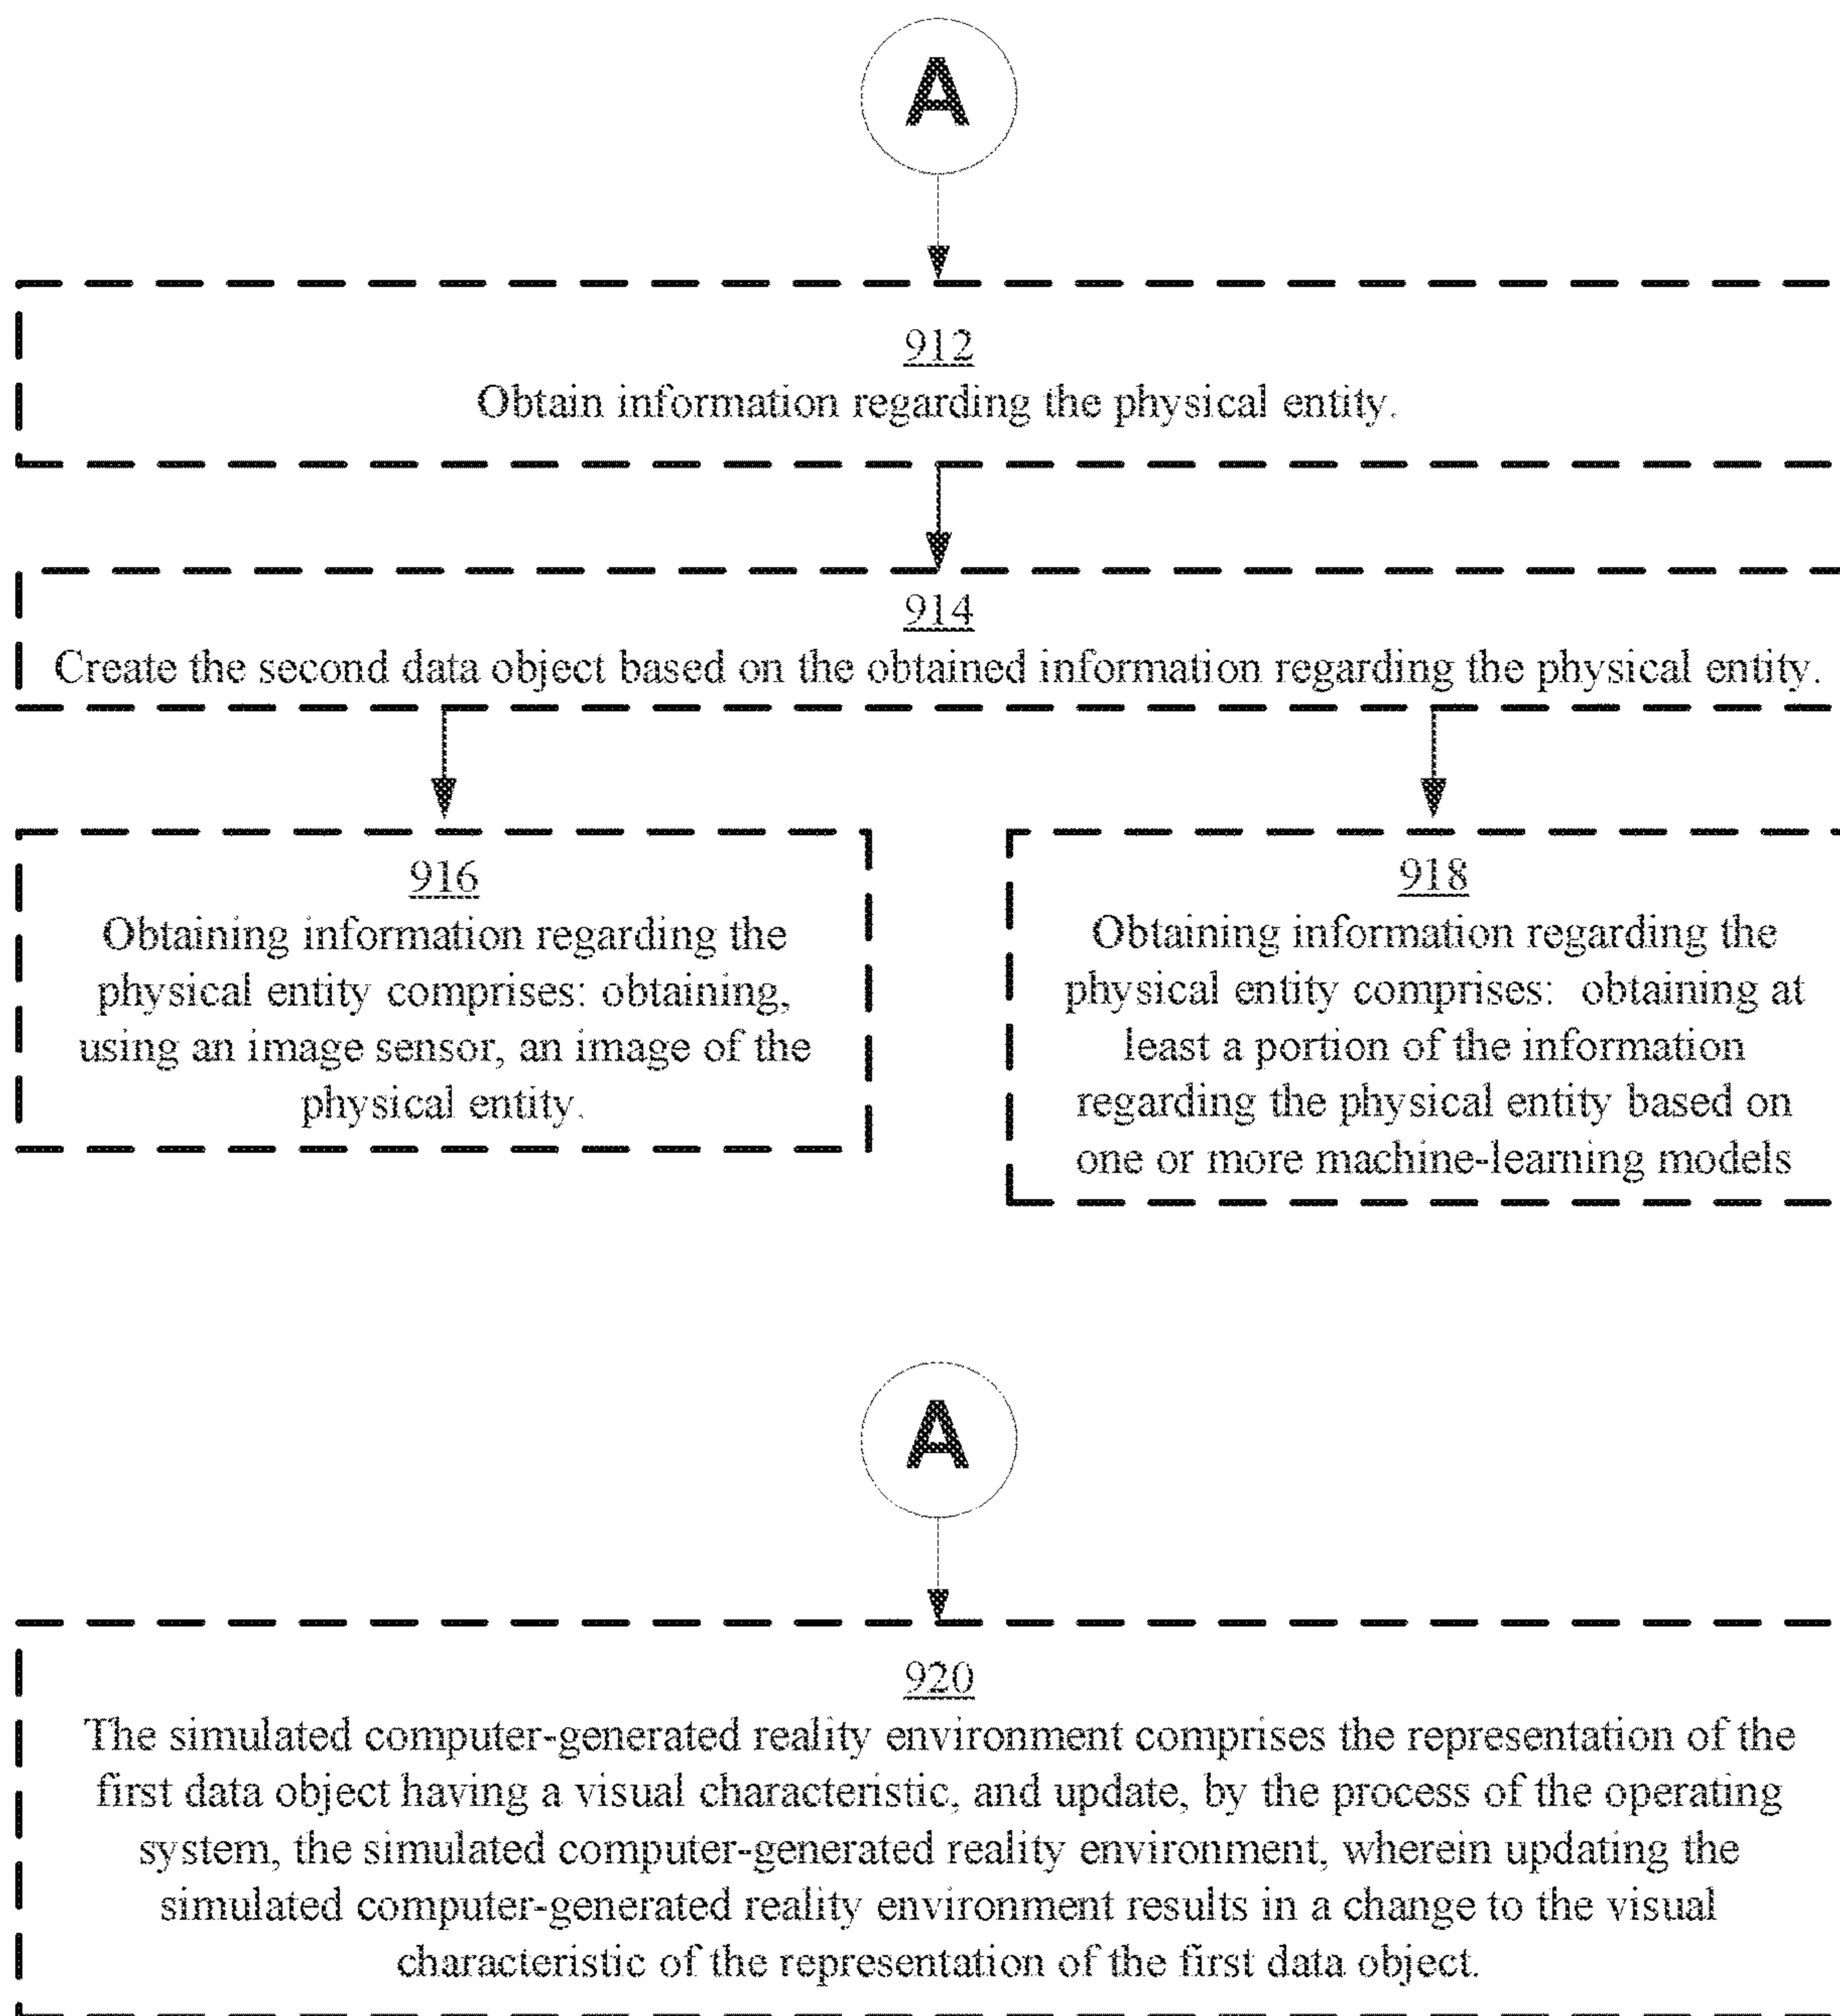 A
912
Obtain information regarding the physical entity.
914
Create the second data object based on the obtained information regarding the physical entity.
916
Obtaining information regarding the
physical entity comprises: obtaining,
using an image sensor, an image of the
physical entity.
918
Obtaining information regarding the
physical entity comprises:  obtaining at
least a portion of the information
regarding the physical entity based on
one or more machine-learning models
A
920
The simulated computer-generated reality environment comprises the representation of the
first data object having a visual characteristic, and update, by the process of the operating
system, the simulated computer-generated reality environment, wherein updating the
simulated computer-generated reality environment results in a change to the visual
characteristic of the representation of the first data object.